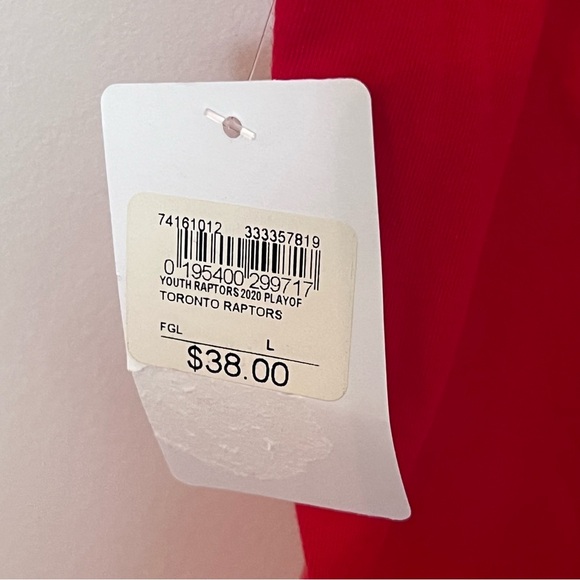 74161012 333357819
0 195400 299717
YOUTH RAPTORS 2020 PLAYOF
TORONTO RAPTORS
FGL L
$38.00